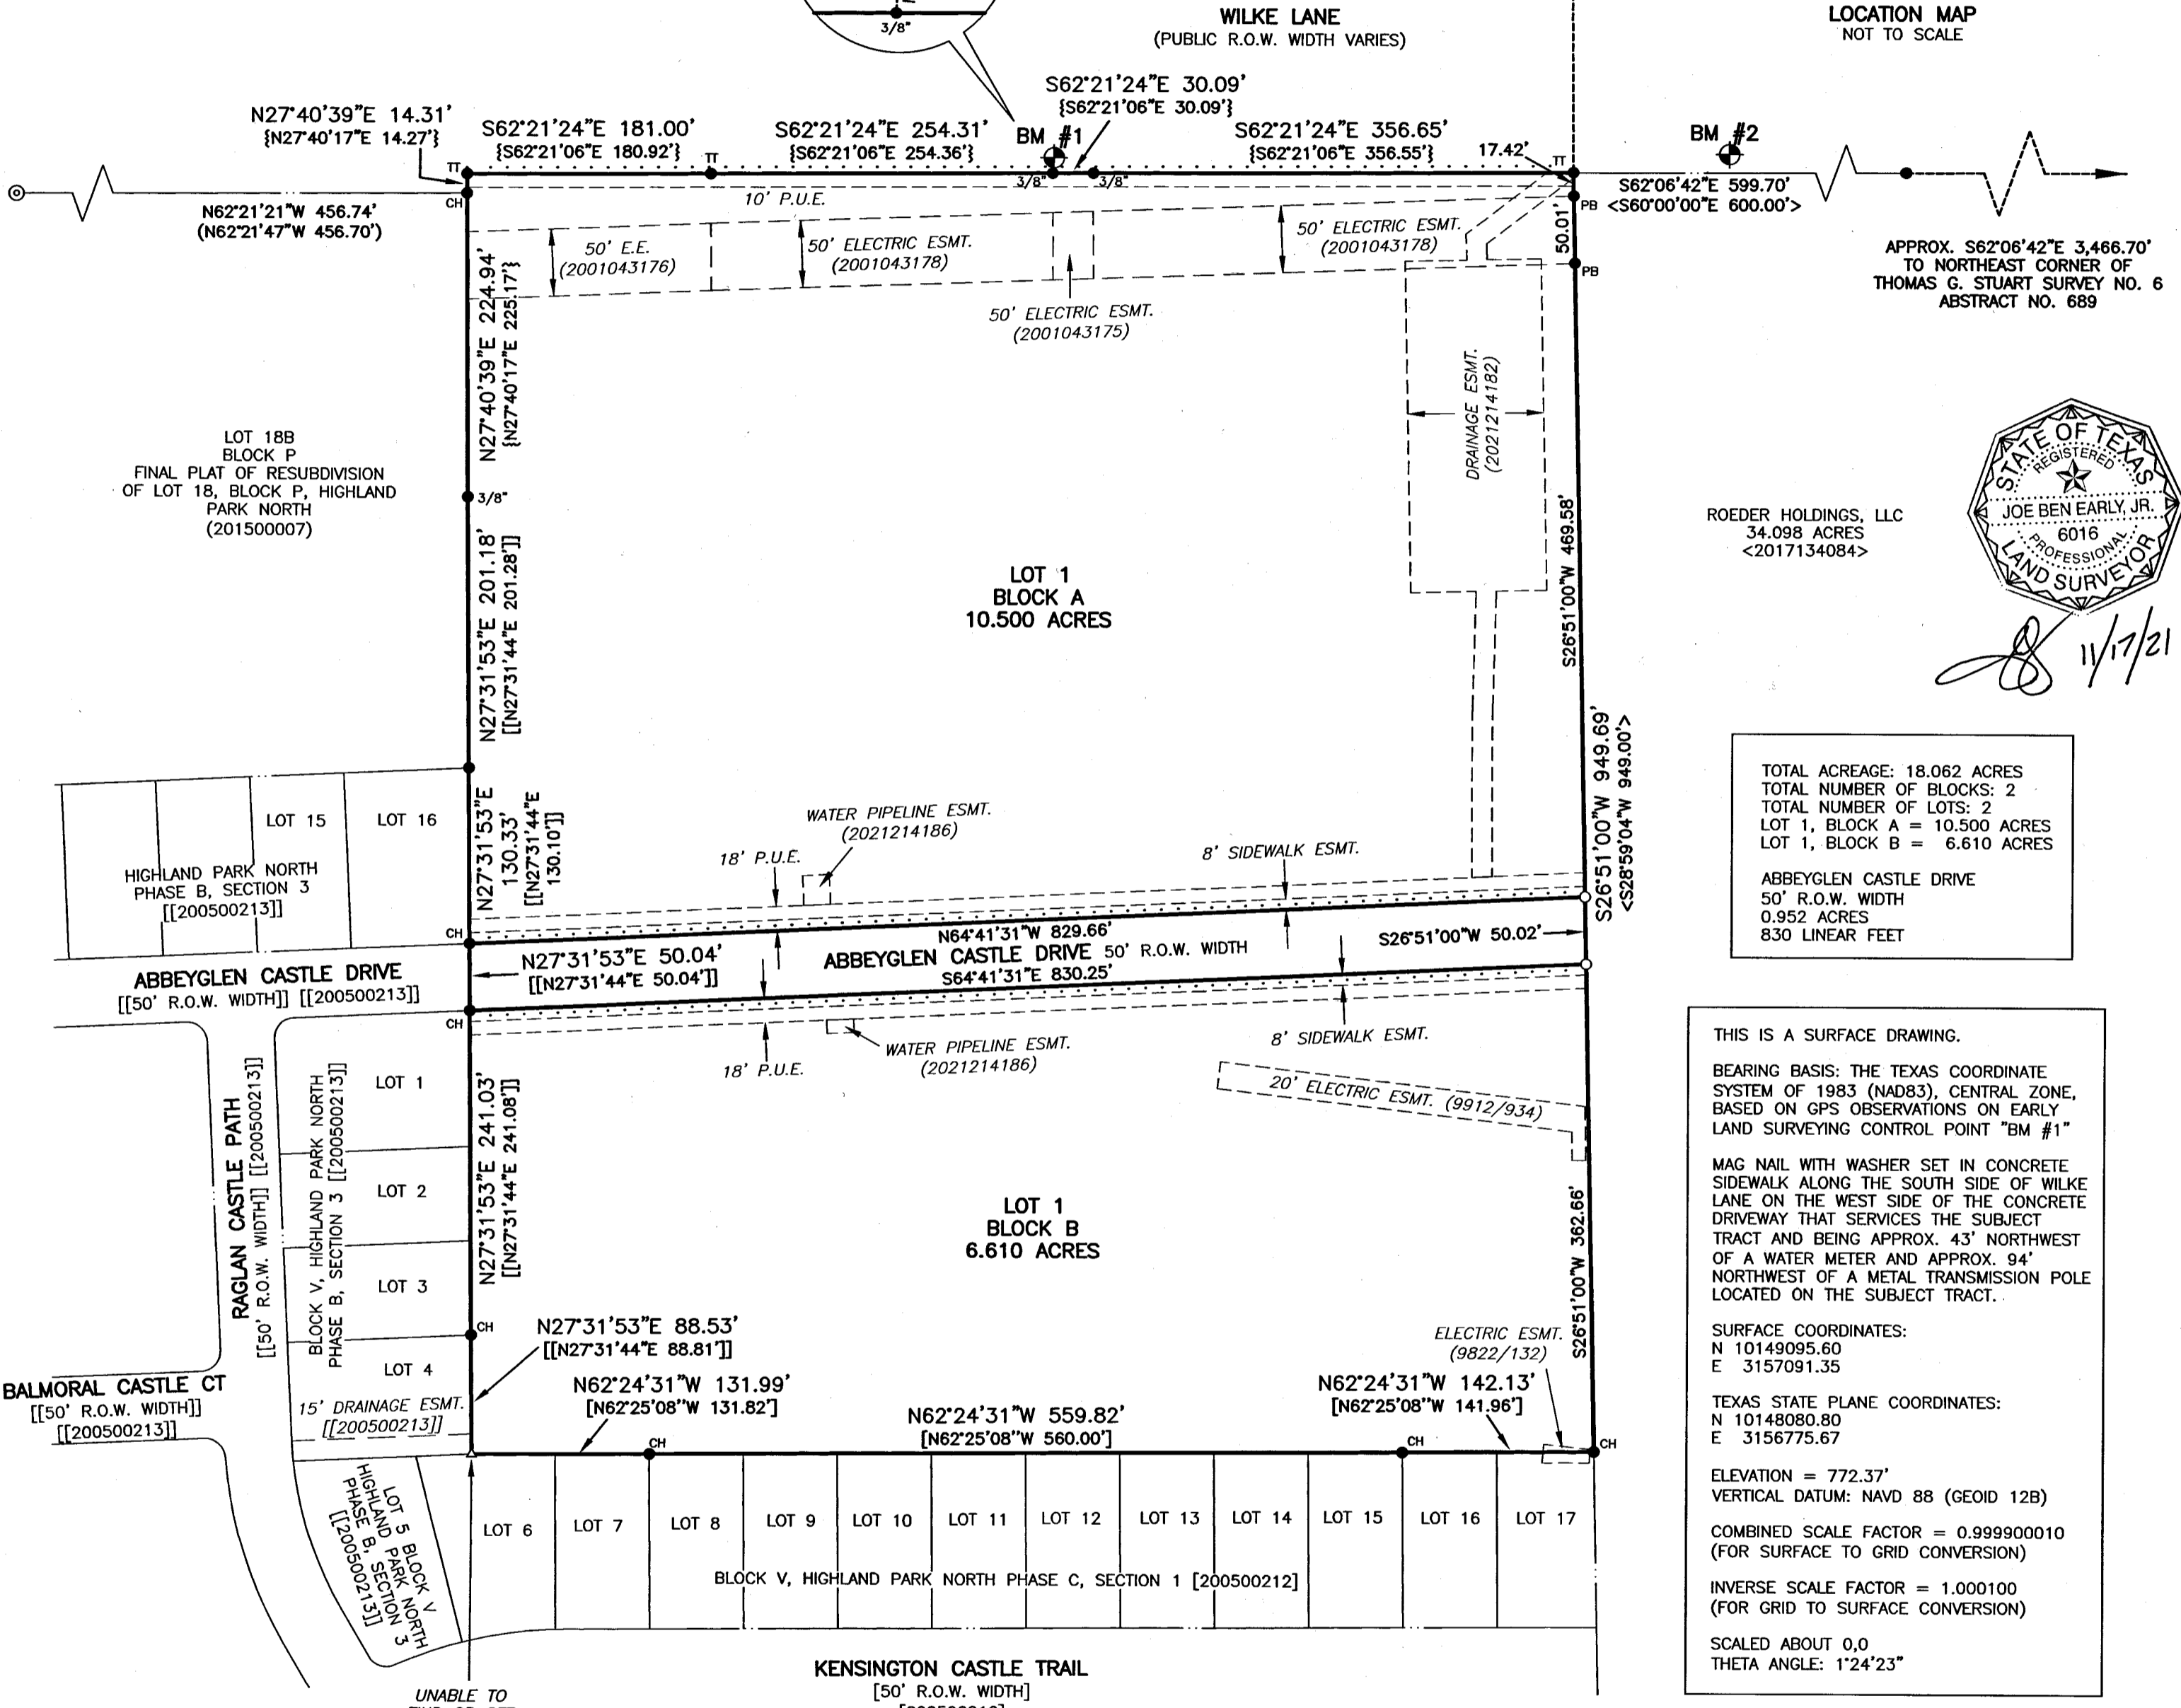 3/8"
WILKE LANE
(PUBLIC R.O.W. WIDTH VARIES)
LOCATION MAP
NOT TO SCALE
N27°40'39"E 14.31'
{N27°40'17"E 14.27'}
S62°21'24"E 181.00'
{S62°21'06"E 180.92'}
TT
TT
S62°21'24"E 254.31'
{S62°21'06"E 254.36'}
S62°21'24"E 30.09'
{S62°21'06"E 30.09'}
BM #1
3/8"
3/8"
S62°21'24"E 356.65'
{S62°21'06"E 356.55'}
17.42'
TT
BM #2
S62°06'42"E 599.70'
<S60°00'00"E 600.00'>
PB
50.01'
PB
CH
N62°21'21"W 456.74'
(N62°21'47"W 456.70')
10' P.U.E.
50' E.E.
(2001043176)
50' ELECTRIC ESMT.
(2001043178)
50' ELECTRIC ESMT.
(2001043178)
50' ELECTRIC ESMT.
(2001043175)
APPROX. S62°06'42"E 3,466.70'
TO NORTHEAST CORNER OF
THOMAS G. STUART SURVEY NO. 6
ABSTRACT NO. 689
N27°40'39"E 224.94'
{N27°40'17"E 225.17'}
DRAINAGE ESMT.
(2021214182)
S26°51'00"W 469.58'
LOT 18B
BLOCK P
FINAL PLAT OF RESUBDIVISION
OF LOT 18, BLOCK P, HIGHLAND
PARK NORTH
(201500007)
3/8"
ROEDER HOLDINGS, LLC
34.098 ACRES
<2017134084>
STATE OF TEXAS
REGISTERED
JOE BEN EARLY, JR.
6016
PROFESSIONAL
LAND SURVEYOR
11/17/21
N27°31'53"E 201.18'
[[N27°31'44"E 201.28']]
LOT 1
BLOCK A
10.500 ACRES
S26°51'00"W 949.69'
<S28°59'04"W 949.00'>
TOTAL ACREAGE: 18.062 ACRES
TOTAL NUMBER OF BLOCKS: 2
TOTAL NUMBER OF LOTS: 2
LOT 1, BLOCK A = 10.500 ACRES
LOT 1, BLOCK B = 6.610 ACRES
ABBEYGLEN CASTLE DRIVE
50' R.O.W. WIDTH
0.952 ACRES
830 LINEAR FEET
LOT 15
LOT 16
HIGHLAND PARK NORTH
PHASE B, SECTION 3
[[200500213]]
N27°31'53"E
130.33'
[[N27°31'44"E
130.10']]
WATER PIPELINE ESMT.
(2021214186)
18' P.U.E.
8' SIDEWALK ESMT.
CH
N64°41'31"W 829.66'
ABBEYGLEN CASTLE DRIVE 50' R.O.W. WIDTH
S64°41'31"E 830.25'
S26°51'00"W 50.02'
N27°31'53"E 50.04'
[[N27°31'44"E 50.04']]
ABBEYGLEN CASTLE DRIVE
[[50' R.O.W. WIDTH]] [[200500213]]
CH
18' P.U.E.
WATER PIPELINE ESMT.
(2021214186)
8' SIDEWALK ESMT.
20' ELECTRIC ESMT. (9912/934)
RAGLAN CASTLE PATH
[[50' R.O.W. WIDTH]] [[200500213]]
BLOCK V, HIGHLAND PARK NORTH
PHASE B, SECTION 3 [[200500213]]
LOT 1
LOT 2
LOT 3
LOT 4
N27°31'53"E 241.03'
[[N27°31'44"E 241.08']]
LOT 1
BLOCK B
6.610 ACRES
S26°51'00"W 362.66'
THIS IS A SURFACE DRAWING.
BEARING BASIS: THE TEXAS COORDINATE
SYSTEM OF 1983 (NAD83), CENTRAL ZONE,
BASED ON GPS OBSERVATIONS ON EARLY
LAND SURVEYING CONTROL POINT "BM #1"
MAG NAIL WITH WASHER SET IN CONCRETE
SIDEWALK ALONG THE SOUTH SIDE OF WILKE
LANE ON THE WEST SIDE OF THE CONCRETE
DRIVEWAY THAT SERVICES THE SUBJECT
TRACT AND BEING APPROX. 43' NORTHWEST
OF A WATER METER AND APPROX. 94'
NORTHWEST OF A METAL TRANSMISSION POLE
LOCATED ON THE SUBJECT TRACT.
SURFACE COORDINATES:
N 10149095.60
E 3157091.35
TEXAS STATE PLANE COORDINATES:
N 10148080.80
E 3156775.67
ELEVATION = 772.37'
VERTICAL DATUM: NAVD 88 (GEOID 12B)
COMBINED SCALE FACTOR = 0.999900010
(FOR SURFACE TO GRID CONVERSION)
INVERSE SCALE FACTOR = 1.000100
(FOR GRID TO SURFACE CONVERSION)
SCALED ABOUT 0,0
THETA ANGLE: 1°24'23"
CH
N27°31'53"E 88.53'
[[N27°31'44"E 88.81']]
ELECTRIC ESMT.
(9822/132)
BALMORAL CASTLE CT
[[50' R.O.W. WIDTH]]
[[200500213]]
15' DRAINAGE ESMT.
[[200500213]]
N62°24'31"W 131.99'
[N62°25'08"W 131.82']
CH
N62°24'31"W 559.82'
[N62°25'08"W 560.00']
N62°24'31"W 142.13'
[N62°25'08"W 141.96']
CH
CH
LOT 5 BLOCK V
HIGHLAND PARK NORTH
PHASE B, SECTION 3
[[200500213]]
LOT 6
LOT 7
LOT 8
LOT 9
LOT 10
LOT 11
LOT 12
LOT 13
LOT 14
LOT 15
LOT 16
LOT 17
BLOCK V, HIGHLAND PARK NORTH PHASE C, SECTION 1 [200500212]
KENSINGTON CASTLE TRAIL
[50' R.O.W. WIDTH]
UNABLE TO